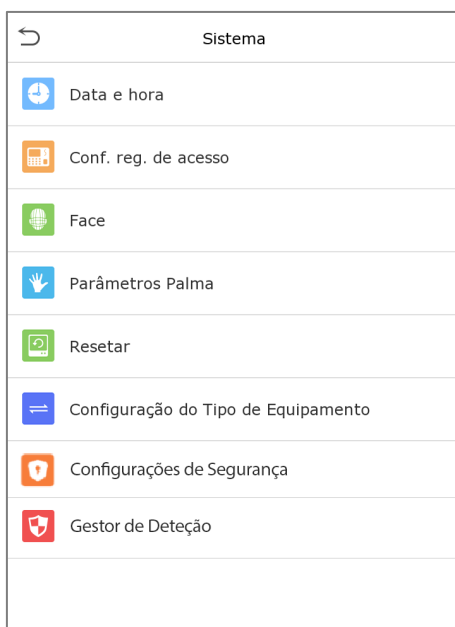 Sistema
Data e hora
Conf. reg. de acesso
Face
Parâmetros Palma
Resetar
Configuração do Tipo de Equipamento
Configurações de Segurança
Gestor de Deteção